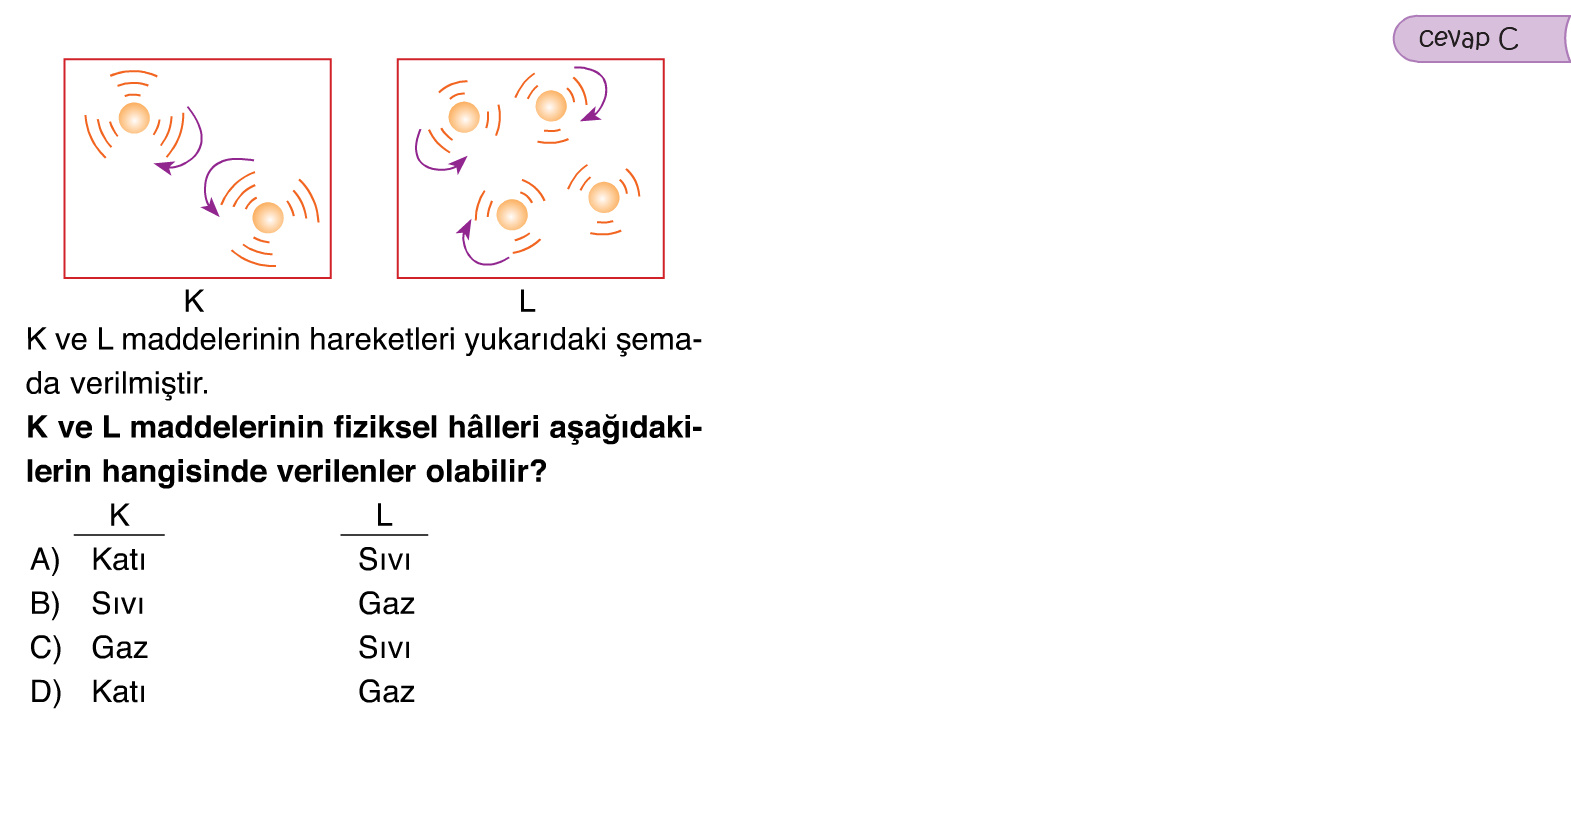 cevap C
K
L
K ve L maddelerinin hareketleri yukarıdaki şema-
da verilmiştir.
K ve L maddelerinin fiziksel hâlleri aşağıdaki-
lerin hangisinde verilenler olabilir?
K L
A) Katı Sıvı
B) Sıvı Gaz
C) Gaz Sıvı
D) Katı Gaz